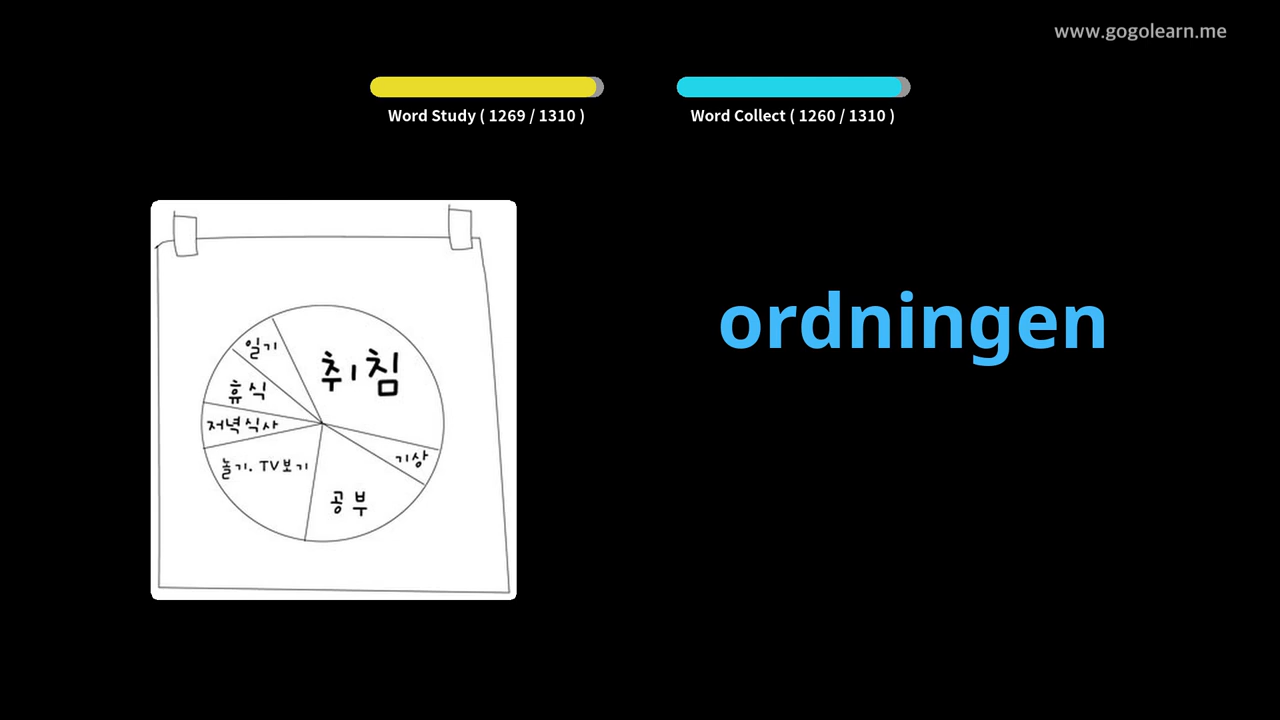 www.gogolearn.me
Word Study ( 1269 / 1310 )
Word Collect ( 1260 / 1310 )
ordningen
일기
취침
휴식
저녁식사
기상
놀기. TV보기
공부